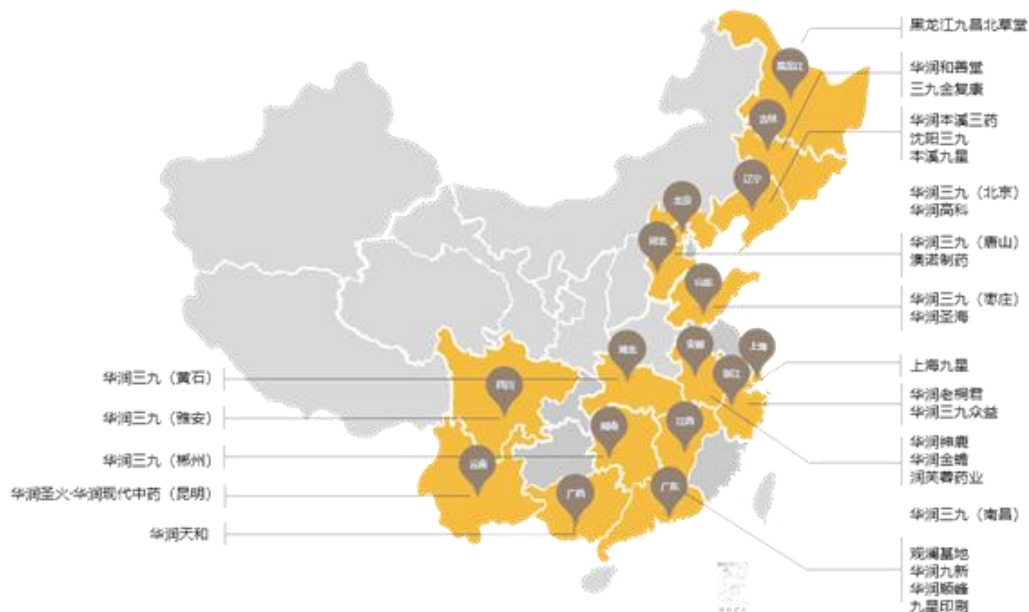 黑龙江九昌北草堂
华润和善堂
三九金复康
华润本溪三药
沈阳三九
本溪九星
华润三九（北京）
华润高科
华润三九（唐山）
澳诺制药
华润三九（枣庄）
华润圣海
上海九星
华润老桐君
华润三九众益
华润神鹿
华润金蟾
润芙蓉药业
华润三九（南昌）
观澜基地
华润九新
华润顺峰
九星印刷
华润三九（黄石）
华润三九（雅安）
华润三九（郴州）
华润圣火·华润现代中药（昆明）
华润天和
黑龙江
吉林
辽宁
北京
河北
山东
湖北
安徽
上海
浙江
四川
湖南
江西
云南
广西
广东